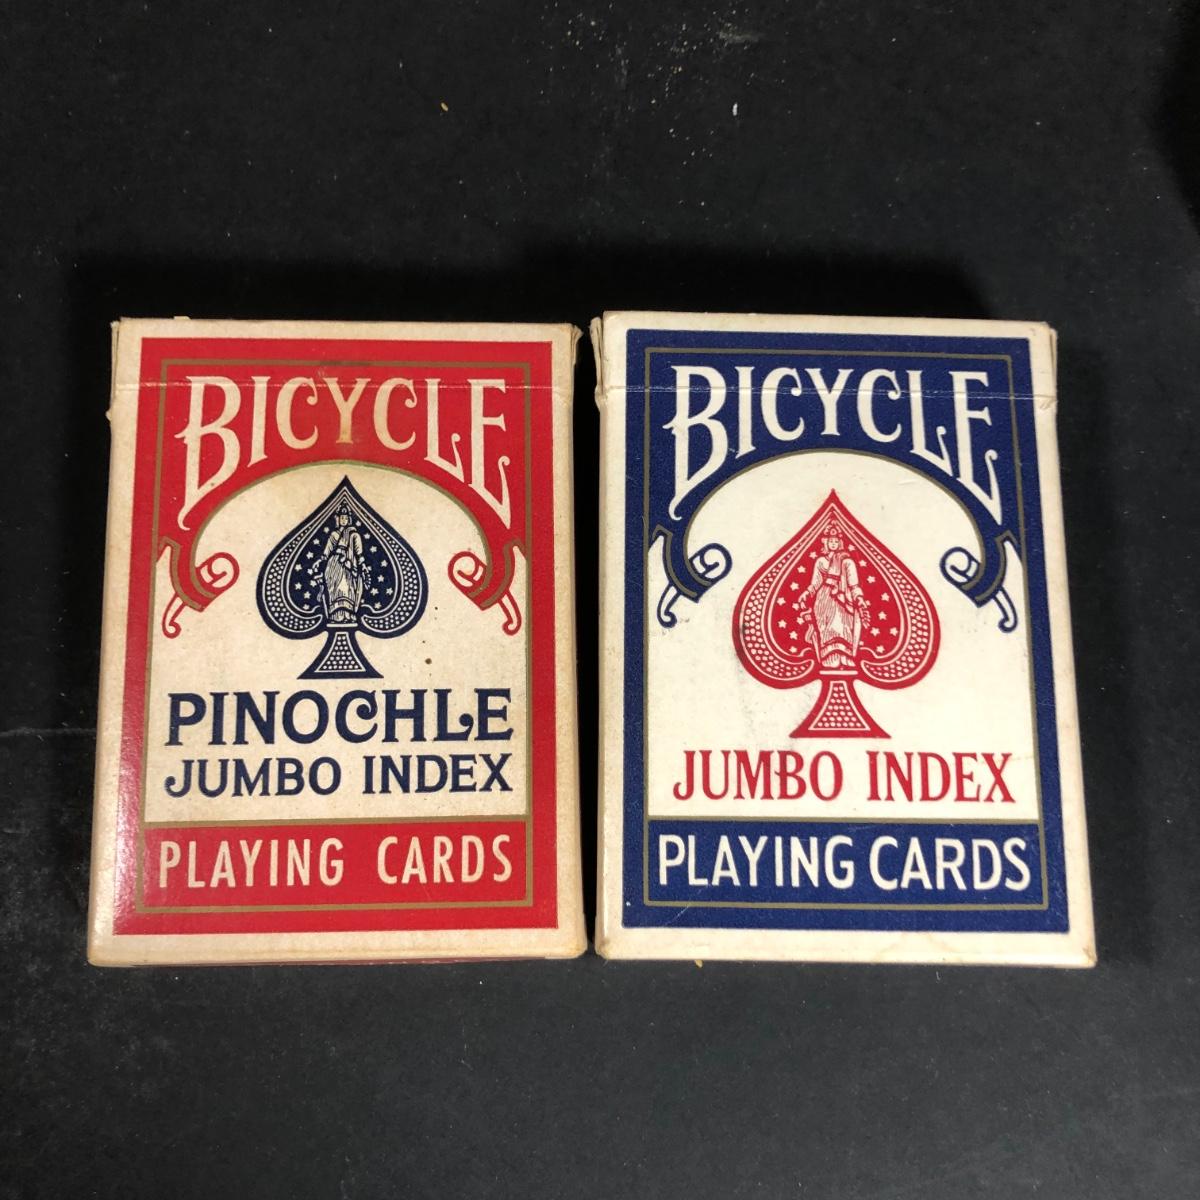 BICYCLE
PINOCHLE
JUMBO INDEX
PLAYING CARDS
BICYCLE
JUMBO INDEX
PLAYING CARDS